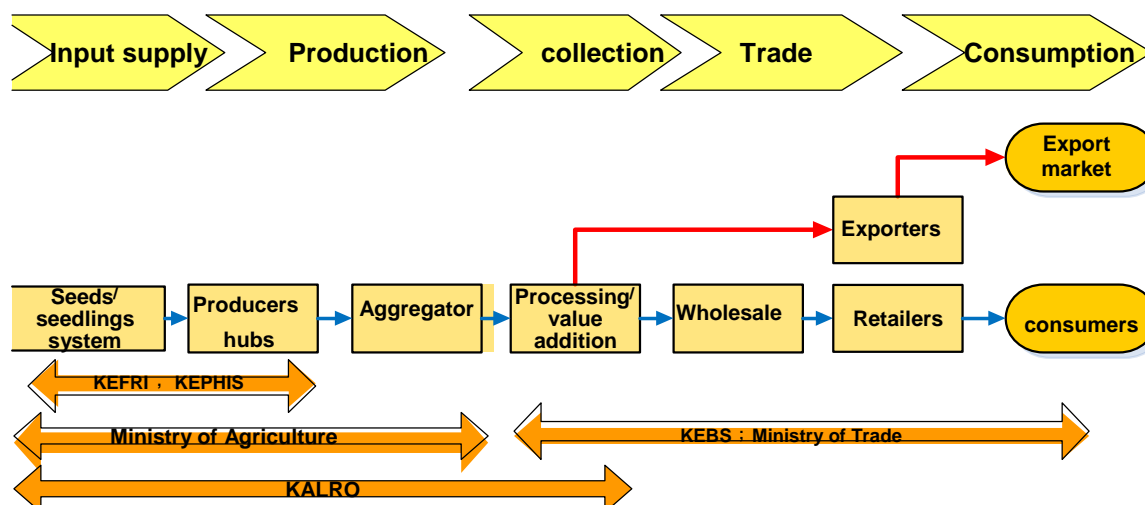 Input supply
Production
collection
Trade
Consumption
Export
market
Exporters
Seeds/
seedlings
system
Producers
hubs
Aggregator
Processing/
value
addition
Wholesale
Retailers
consumers
KEFRI , KEPHIS
Ministry of Agriculture
KEBS ; Ministry of Trade
KALRO